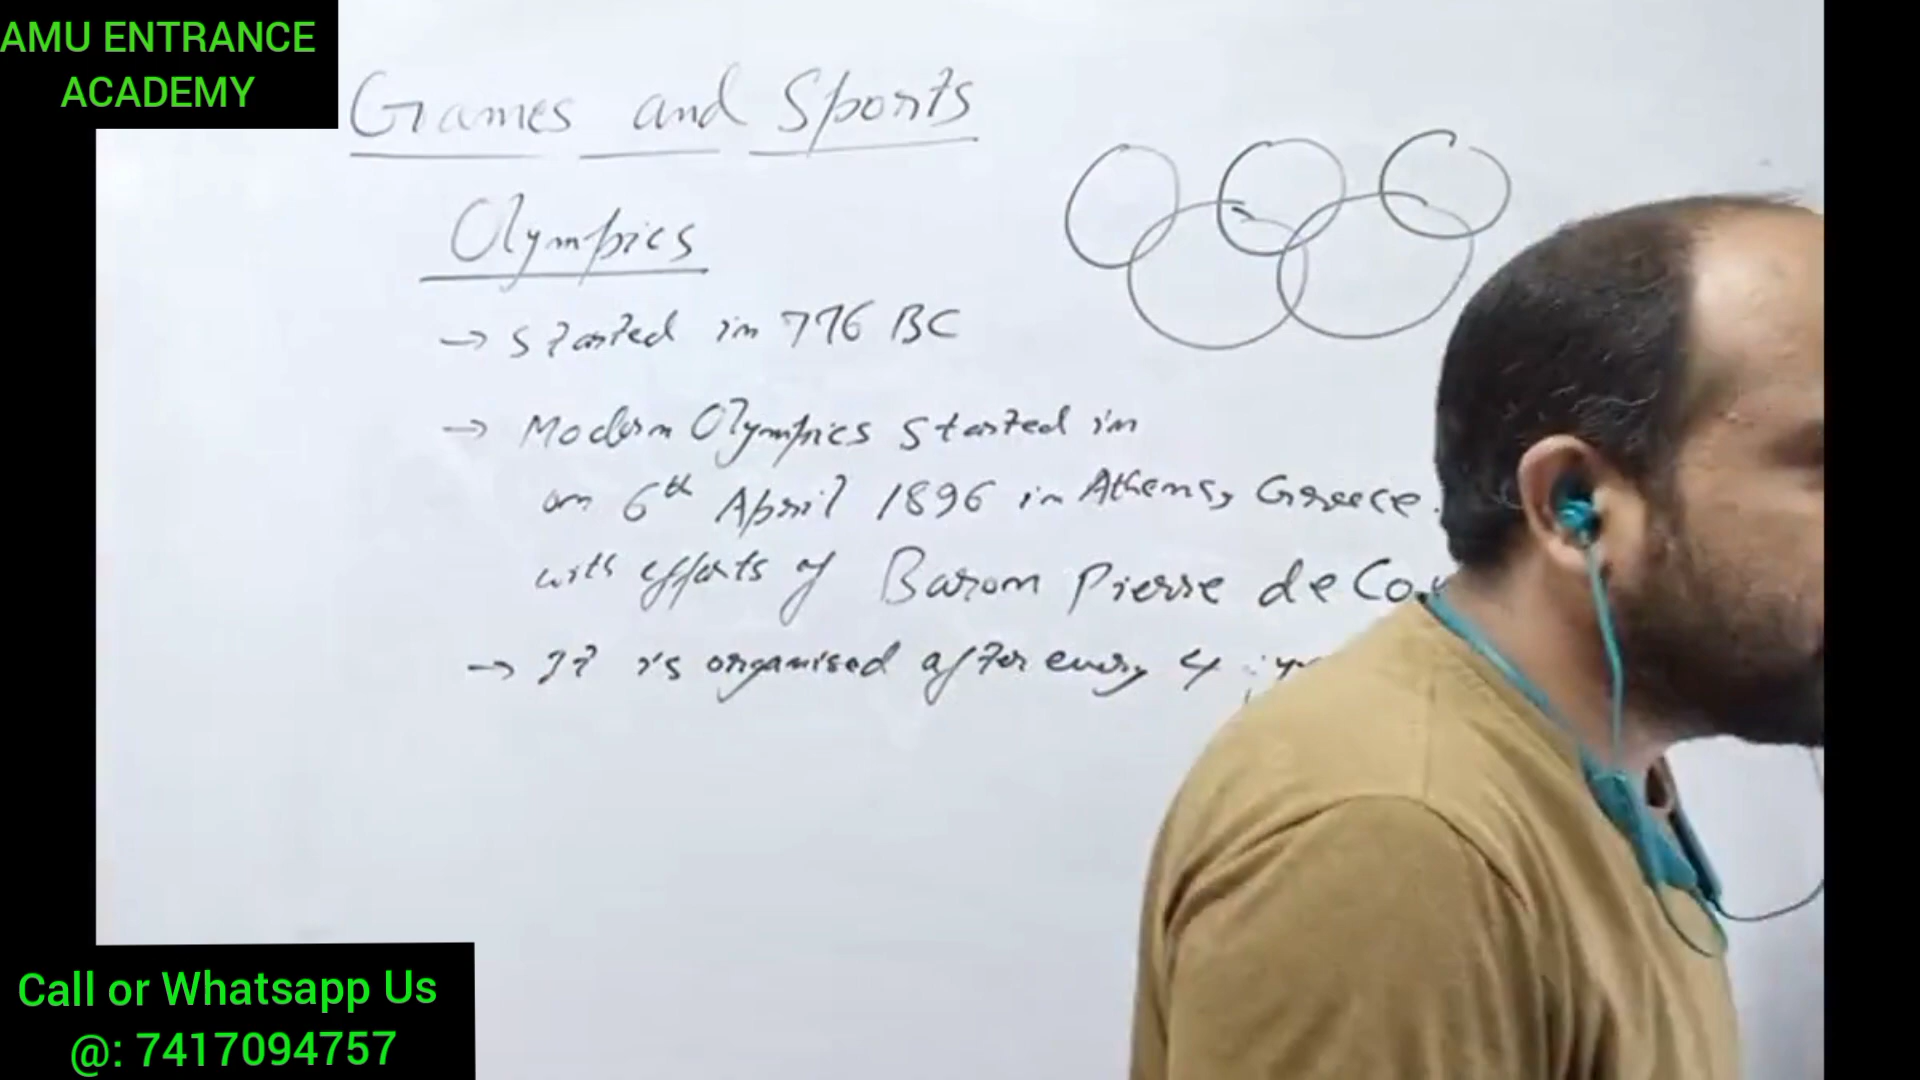 AMU ENTRANCE
ACADEMY
Games and Sports
Olympics
→ Started in 776 BC
→ Modern Olympics started in
on 6th April 1896 in Athens, Greece.
with efforts of Baron Pierre de Cou
→ It is organised after every 4
Call or Whatsapp Us
@: 7417094757